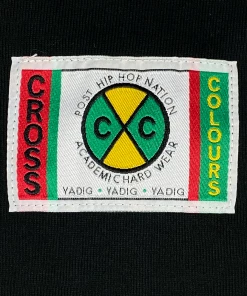 CROSS
POST HIP HOP NATION
C C
ACADEMIC HARD WEAR
YADIG • YADIG • YADIG
COLOURS